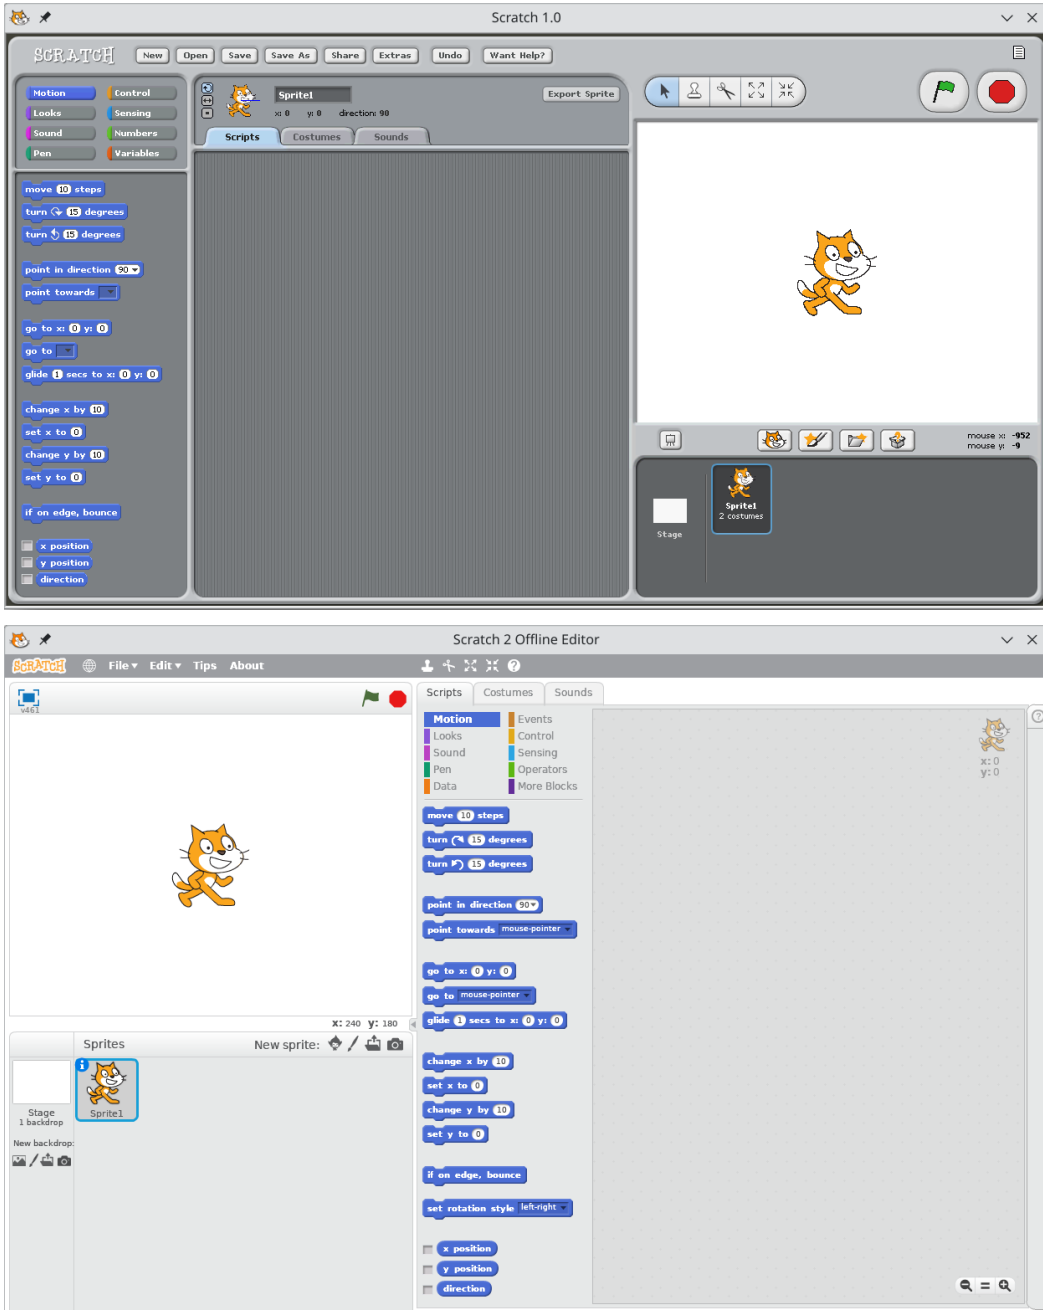 Scratch 1.0
SCRATCH New Open Save Save As Share Extras Undo Want Help?
Motion Control
Looks Sensing
Sound Numbers
Pen Variables
Sprite1 Export Sprite
x: 0 y: 0 direction: 90
Scripts Costumes Sounds
move 10 steps
turn 15 degrees
turn 15 degrees
point in direction 90
point towards
go to x: 0 y: 0
go to
glide 1 secs to x: 0 y: 0
change x by 10
set x to 0
change y by 10
set y to 0
if on edge, bounce
x position
y position
direction
mouse x: -952
mouse y: -9
Stage
Sprite1
2 costumes
Scratch 2 Offline Editor
SCRATCH File Edit Tips About
v461
x: 240 y: 180
Sprites New sprite:
Stage
1 backdrop
New backdrop:
Sprite1
Scripts Costumes Sounds
Motion Events
Looks Control
Sound Sensing
Pen Operators
Data More Blocks
move 10 steps
turn 15 degrees
turn 15 degrees
point in direction 90
point towards mouse-pointer
go to x: 0 y: 0
go to mouse-pointer
glide 1 secs to x: 0 y: 0
change x by 10
set x to 0
change y by 10
set y to 0
if on edge, bounce
set rotation style left-right
x position
y position
direction
x: 0
y: 0